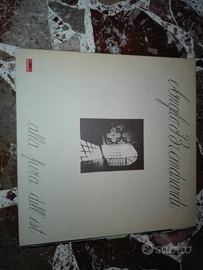 Angelo Branduardi
alla fiera dell'est
Subito